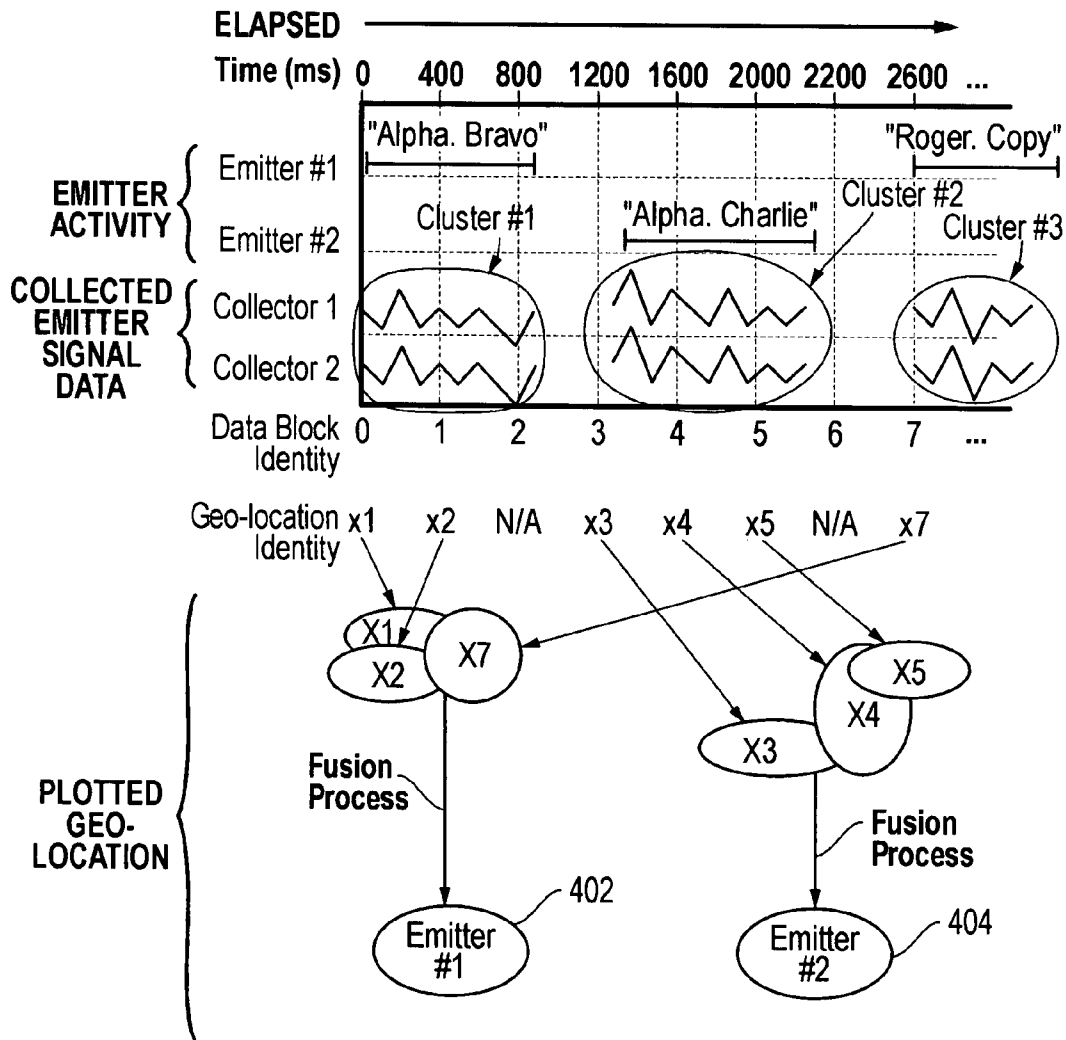 ELAPSED
Time (ms) 0 400 800 1200 1600 2000 2200 2600 ...
"Alpha. Bravo" "Roger. Copy"
EMITTER
ACTIVITY
Emitter #1
Cluster #2
"Alpha. Charlie"
Cluster #1
Cluster #3
Emitter #2
COLLECTED
EMITTER
SIGNAL
DATA
Collector 1
Collector 2
Data Block
Identity
0 1 2 3 4 5 6 7 ...
Geo-location
Identity
x1 x2 N/A x3 x4 x5 N/A x7
X1
X2
X7
X5
X4
X3
PLOTTED
GEO-
LOCATION
Fusion
Process
Fusion
Process
402
Emitter
#1
404
Emitter
#2